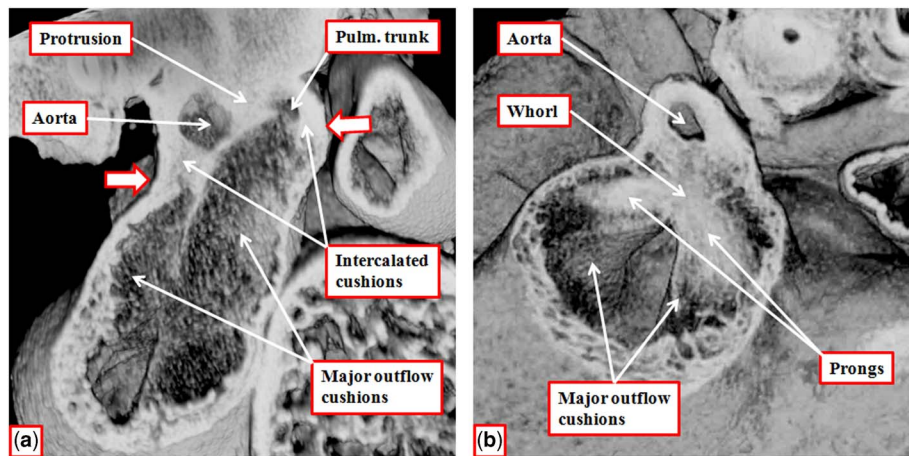 Protrusion
Pulm. trunk
Aorta
Intercalated
cushions
Major outflow
cushions
(a)
Aorta
Whorl
Prongs
Major outflow
cushions
(b)